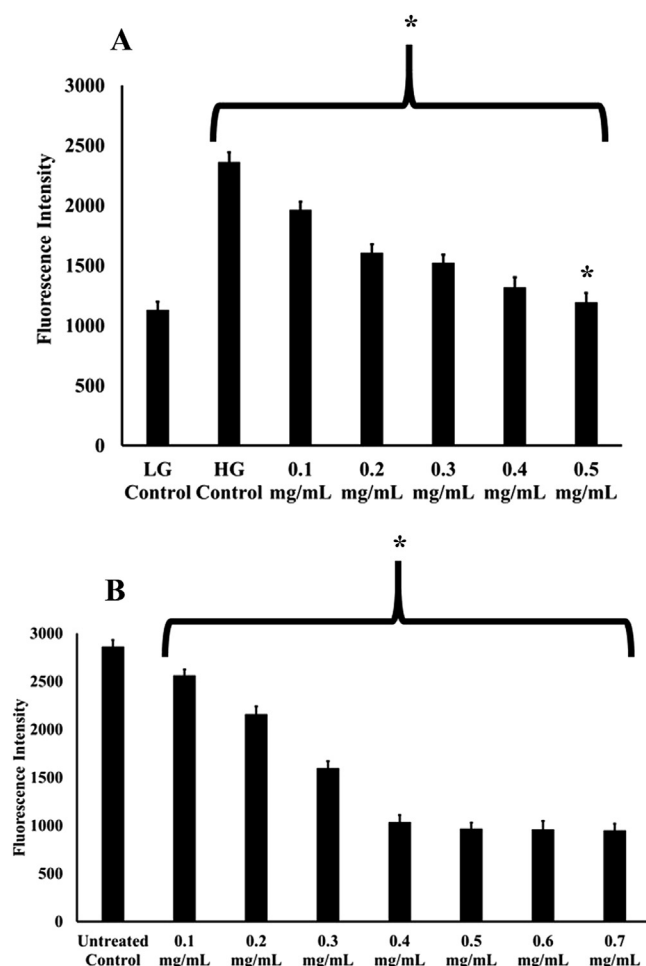 A
*
3000
2500
2000
1500
1000
500
0
Fluorescence Intensity
*
LG Control
HG Control
0.1 mg/mL
0.2 mg/mL
0.3 mg/mL
0.4 mg/mL
0.5 mg/mL
B
*
3000
2500
2000
1500
1000
500
0
Fluorescence Intensity
Untreated Control
0.1 mg/mL
0.2 mg/mL
0.3 mg/mL
0.4 mg/mL
0.5 mg/mL
0.6 mg/mL
0.7 mg/mL